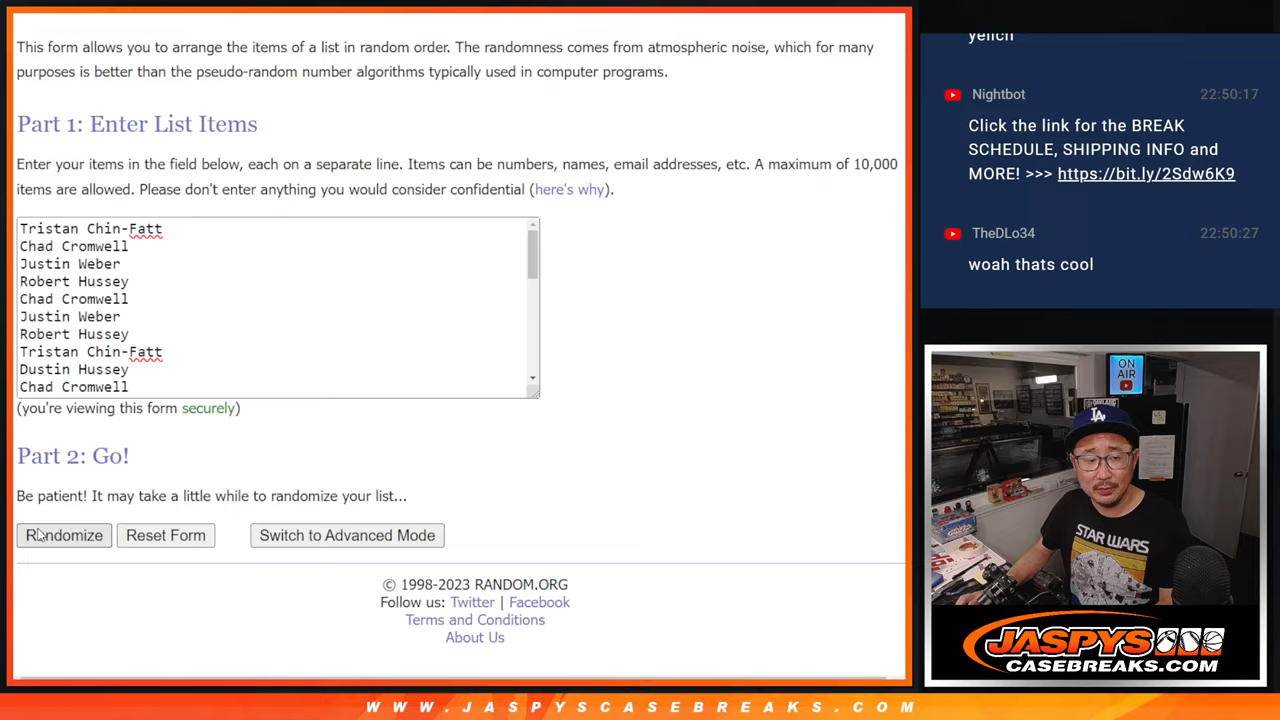 This form allows you to arrange the items of a list in random order. The randomness comes from atmospheric noise, which for many
purposes is better than the pseudo-random number algorithms typically used in computer programs.
Part 1: Enter List Items
Enter your items in the field below, each on a separate line. Items can be numbers, names, email addresses, etc. A maximum of 10,000
items are allowed. Please don't enter anything you would consider confidential (here's why).
Tristan Chin-Fatt
Chad Cromwell
Justin Weber
Robert Hussey
Chad Cromwell
Justin Weber
Robert Hussey
Tristan Chin-Fatt
Dustin Hussey
Chad Cromwell
(you're viewing this form securely)
Part 2: Go!
Be patient! It may take a little while to randomize your list...
Randomize
Reset Form
Switch to Advanced Mode
© 1998-2023 RANDOM.ORG
Follow us: Twitter | Facebook
Terms and Conditions
About Us
yelich
Nightbot 22:50:17
Click the link for the BREAK
SCHEDULE, SHIPPING INFO and
MORE! >>> https://bit.ly/2Sdw6K9
TheDLo34 22:50:27
woah thats cool
ON
AIR
LA
STAR WARS
JASPYS
CASEBREAKS.COM
WWW.JASPYSCASEBREAKS.COM